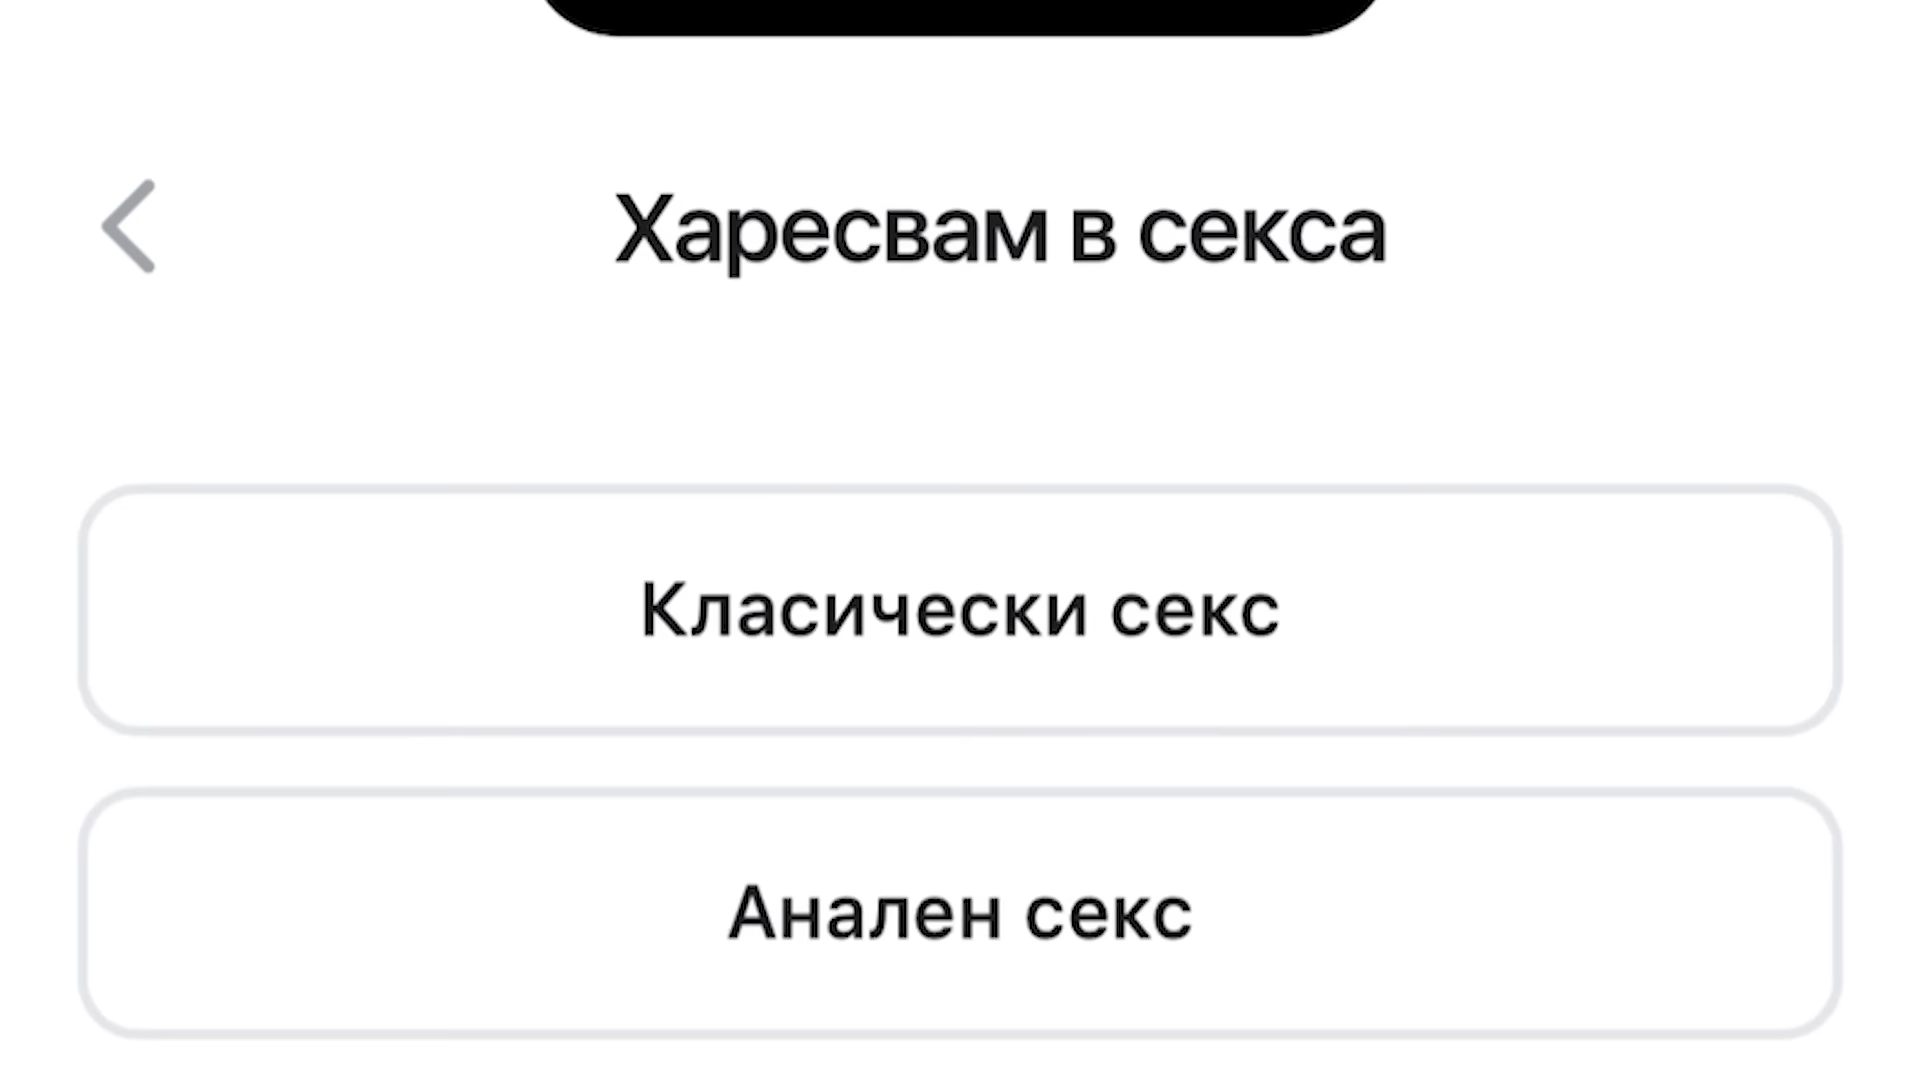 Харесвам в секса
Класически секс
Анален секс